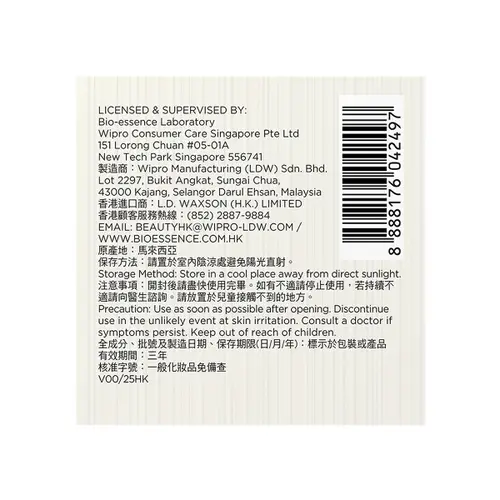 LICENSED & SUPERVISED BY:
Bio-essence Laboratory
Wipro Consumer Care Singapore Pte Ltd
151 Lorong Chuan #05-01A
New Tech Park Singapore 556741
製造商：Wipro Manufacturing (LDW) Sdn. Bhd.
Lot 2297, Bukit Angkat, Sungai Chua,
43000 Kajang, Selangor Darul Ehsan, Malaysia
香港進口商：L.D. WAXSON (H.K.) LIMITED
香港顧客服務熱線：(852) 2887-9884
EMAIL: BEAUTYHK@WIPRO-LDW.COM /
WWW.BIOESSENCE.COM.HK
原產地：馬來西亞
保存方法：請置於室內陰涼處避免陽光直射。
Storage Method: Store in a cool place away from direct sunlight.
注意事項：開封後請盡快使用完畢。如有不適請停止使用，若持續不
適請向醫生諮詢。請放置於兒童接觸不到的地方。
Precaution: Use as soon as possible after opening. Discontinue
use in the unlikely event at skin irritation. Consult a doctor if
symptoms persist. Keep out of reach of children.
全成分、批號及製造日期、保存期限(日/月/年)：標示於包裝或產品
有效期間：三年
核准字號：一般化妝品免備查
V00/25HK
8 888176 042497